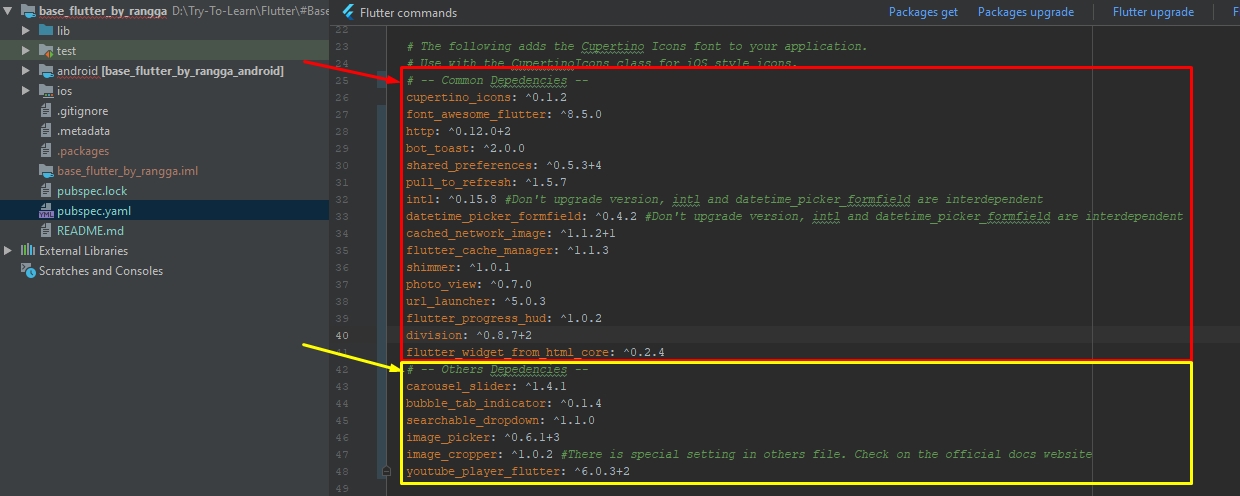 base_flutter_by_rangga D:\Try-To-Learn\Flutter\#Base
lib
test
android [base_flutter_by_rangga_android]
ios
.gitignore
.metadata
.packages
base_flutter_by_rangga.iml
pubspec.lock
YML pubspec.yaml
README.md
External Libraries
Scratches and Consoles
Flutter commands
Packages get
Packages upgrade
Flutter upgrade
F
22
23 # The following adds the Cupertino Icons font to your application.
24 # Use with the CupertinoIcons class for iOS style icons.
25 # -- Common Depedencies --
26 cupertino_icons: ^0.1.2
27 font_awesome_flutter: ^8.5.0
28 http: ^0.12.0+2
29 bot_toast: ^2.0.0
30 shared_preferences: ^0.5.3+4
31 pull_to_refresh: ^1.5.7
32 intl: ^0.15.8 #Don't upgrade version, intl and datetime_picker_formfield are interdependent
33 datetime_picker_formfield: ^0.4.2 #Don't upgrade version, intl and datetime_picker_formfield are interdependent
34 cached_network_image: ^1.1.2+1
35 flutter_cache_manager: ^1.1.3
36 shimmer: ^1.0.1
37 photo_view: ^0.7.0
38 url_launcher: ^5.0.3
39 flutter_progress_hud: ^1.0.2
40 division: ^0.8.7+2
41 flutter_widget_from_html_core: ^0.2.4
42 # -- Others Depedencies --
43 carousel_slider: ^1.4.1
44 bubble_tab_indicator: ^0.1.4
45 searchable_dropdown: ^1.1.0
46 image_picker: ^0.6.1+3
47 image_cropper: ^1.0.2 #There is special setting in others file. Check on the official docs website
48 youtube_player_flutter: ^6.0.3+2
49